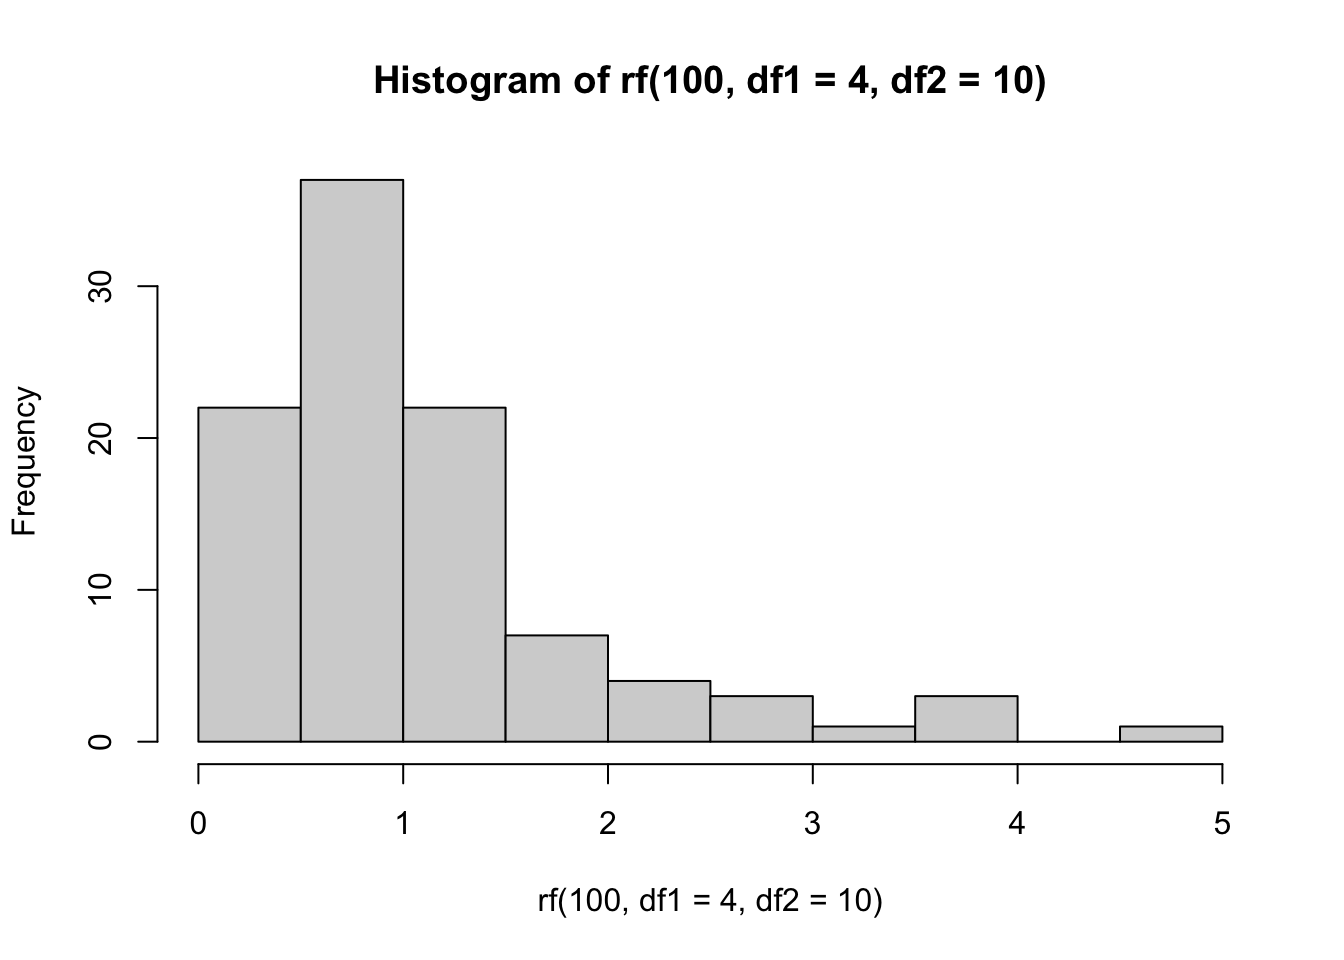 Histogram of rf(100, df1 = 4, df2 = 10)
Frequency
30
20
10
0
0 1 2 3 4 5
rf(100, df1 = 4, df2 = 10)